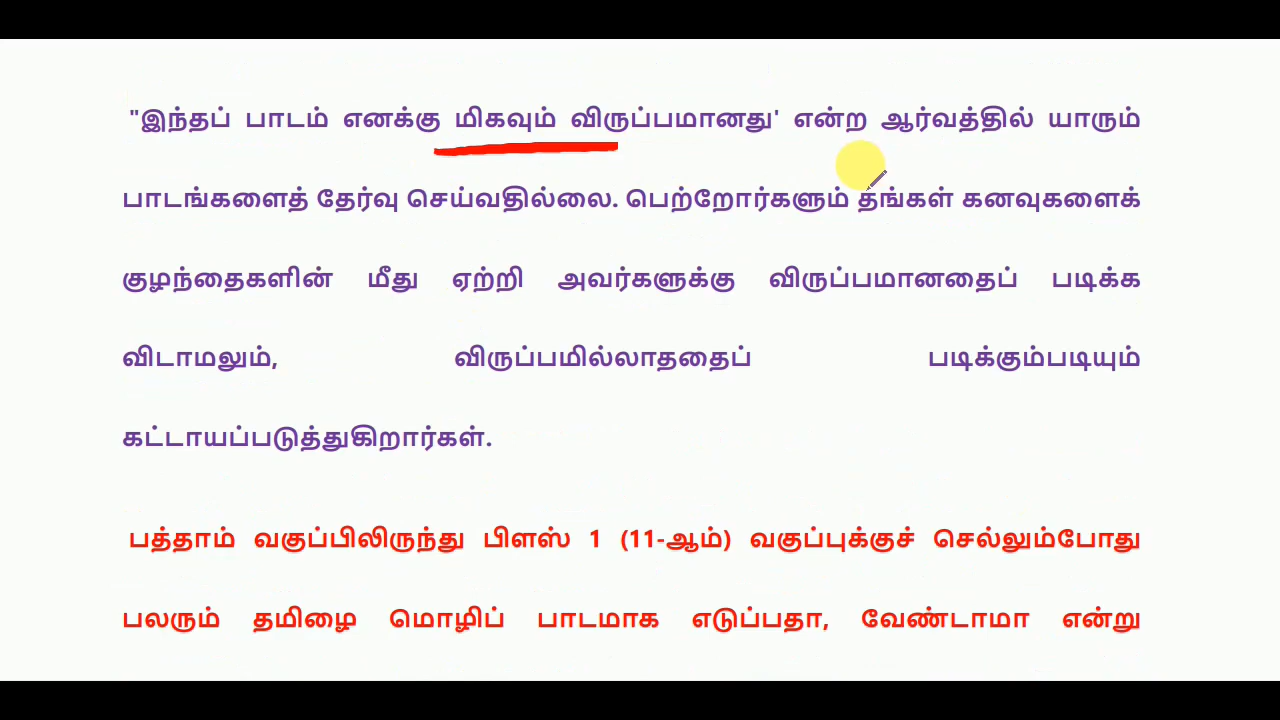 "இந்தப் பாடம் எனக்கு மிகவும் விருப்பமானது' என்ற ஆர்வத்தில் யாரும்
பாடங்களைத் தேர்வு செய்வதில்லை. பெற்றோர்களும் தங்கள் கனவுகளைக்
குழந்தைகளின் மீது ஏற்றி அவர்களுக்கு விருப்பமானதைப் படிக்க
விடாமலும், விருப்பமில்லாததைப் படிக்கும்படியும்
கட்டாயப்படுத்துகிறார்கள்.
பத்தாம் வகுப்பிலிருந்து பிளஸ் 1 (11-ஆம்) வகுப்புக்குச் செல்லும்போது
பலரும் தமிழை மொழிப் பாடமாக எடுப்பதா, வேண்டாமா என்று